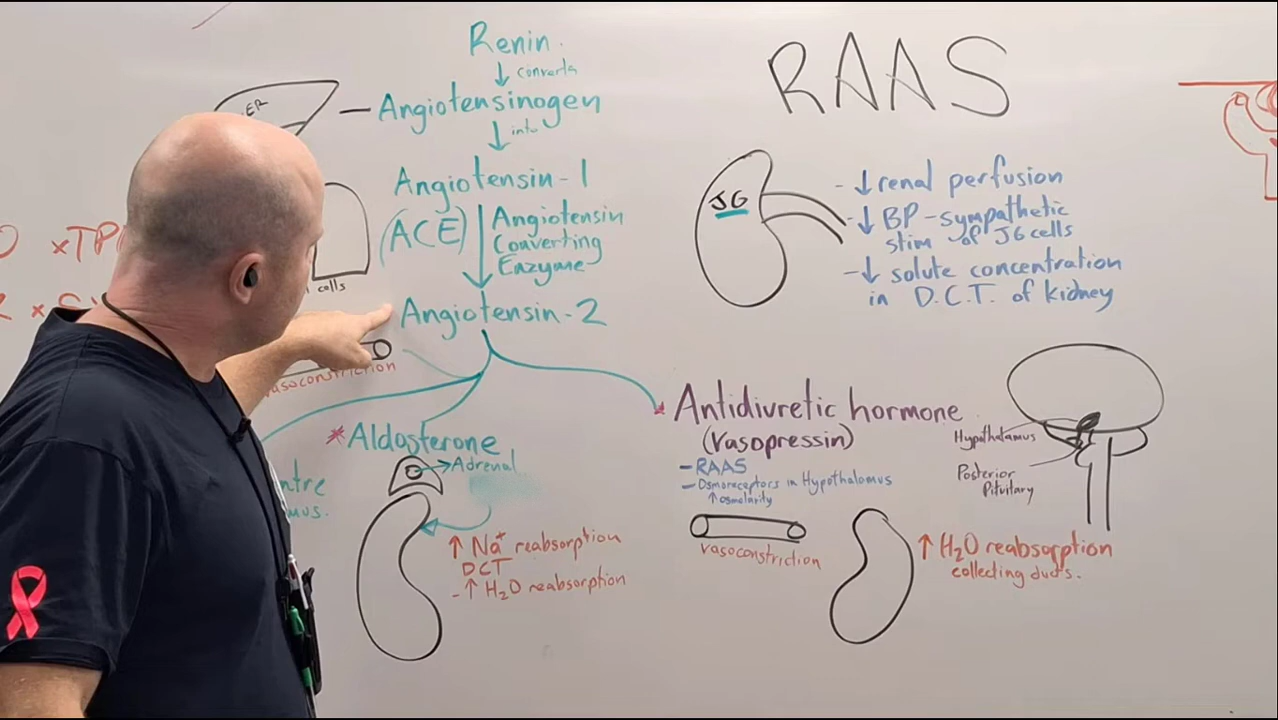 Renin.
↓ converts
Angiotensinogen
↓ into
Angiotensin-1
(ACE) ↓ Angiotensin
Converting
Enzyme
Angiotensin-2
cells
vasoconstriction
*Aldosterone
→Adrenal
↑ Na⁺ reabsorption
DCT
-↑ H₂O reabsorption
RAAS
JG
-↓ renal perfusion
-↓ BP-sympathetic
stim of JG cells
-↓ solute concentration
in D.C.T. of kidney
*Antidiuretic hormone
(vasopressin)
-RAAS
-Osmoreceptors in Hypothalamus
↑ osmolarity
vasoconstriction
↑ H₂O reabsorption
collecting ducts.
Hypothalamus
Posterior
Pituitary